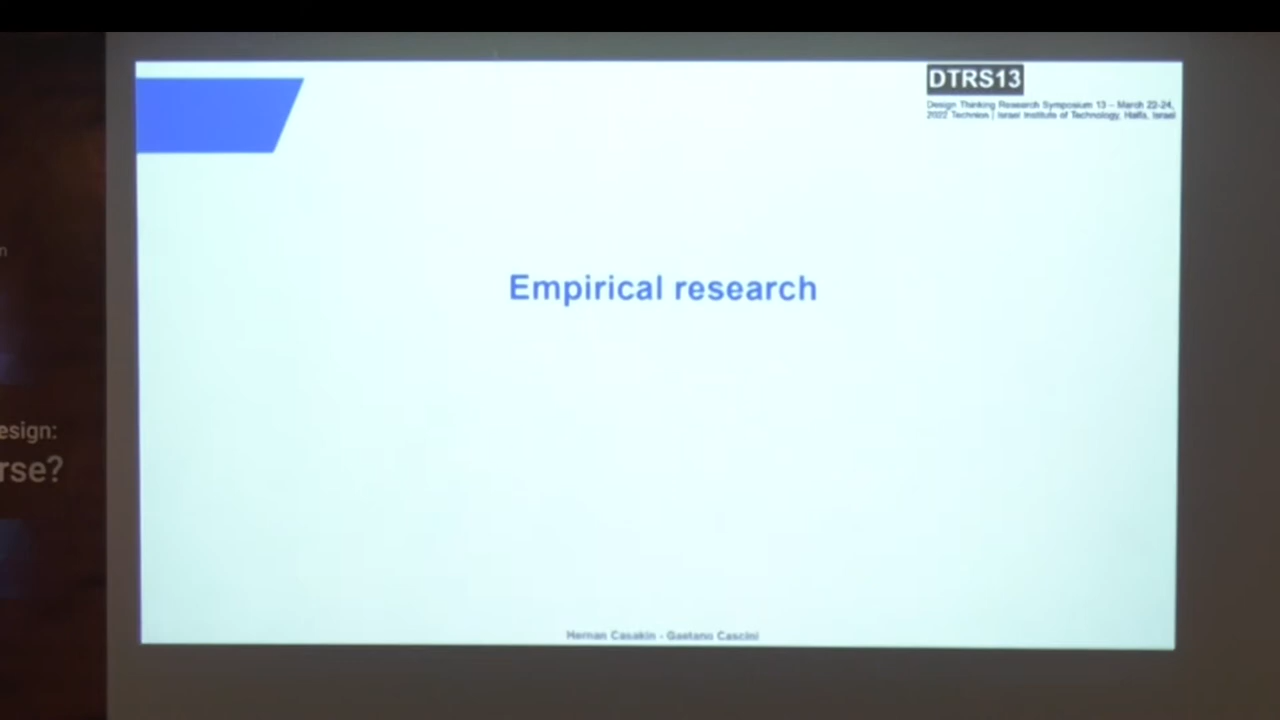 DTRS13
Design Thinking Research Symposium 13 – March 22-24,
2022 Technion | Israel Institute of Technology, Haifa, Israel
Empirical research
esign:
rse?
Hernan Casakin - Gaetano Cascini